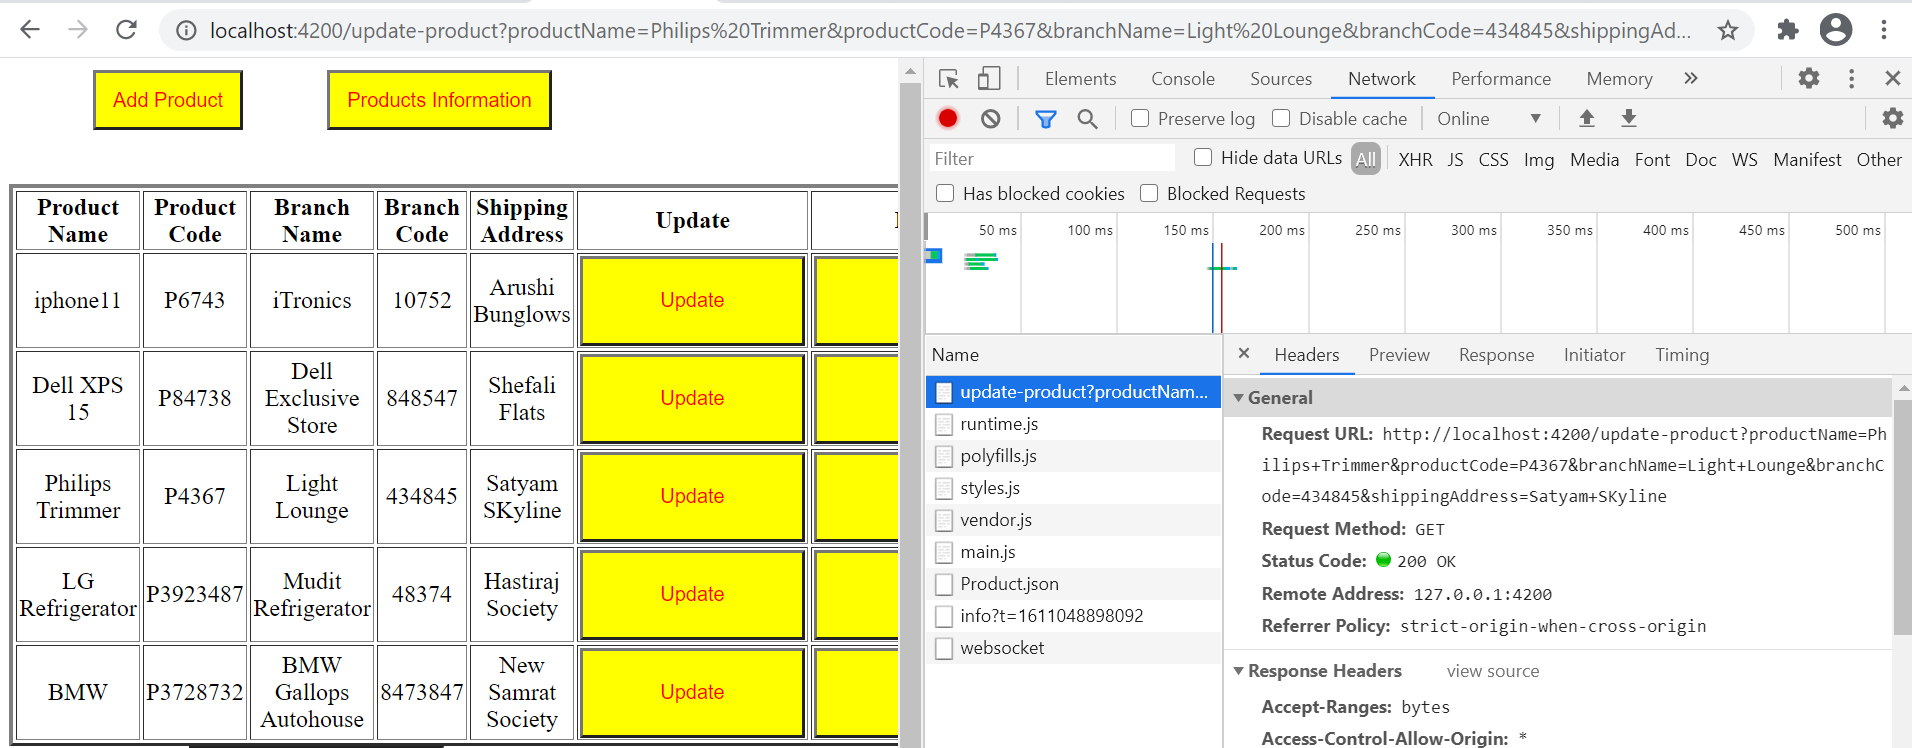 localhost:4200/update-product?productName=Philips%20Trimmer&productCode=P4367&branchName=Light%20Lounge&branchCode=434845&shippingAd...
Add Product
Products Information
Product Name
Product Code
Branch Name
Branch Code
Shipping Address
Update
iphone11
P6743
iTronics
10752
Arushi Bunglows
Update
Dell XPS 15
P84738
Dell Exclusive Store
848547
Shefali Flats
Update
Philips Trimmer
P4367
Light Lounge
434845
Satyam SKyline
Update
LG Refrigerator
P3923487
Mudit Refrigerator
48374
Hastiraj Society
Update
BMW
P3728732
BMW Gallops Autohouse
8473847
New Samrat Society
Update
Elements Console Sources Network Performance Memory »
Preserve log Disable cache Online
Filter Hide data URLs All XHR JS CSS Img Media Font Doc WS Manifest Other
Has blocked cookies Blocked Requests
50 ms 100 ms 150 ms 200 ms 250 ms 300 ms 350 ms 400 ms 450 ms 500 ms
Name
update-product?productNam...
runtime.js
polyfills.js
styles.js
vendor.js
main.js
Product.json
info?t=1611048898092
websocket
Headers Preview Response Initiator Timing
General
Request URL: http://localhost:4200/update-product?productName=Ph
ilips+Trimmer&productCode=P4367&branchName=Light+Lounge&branchC
ode=434845&shippingAddress=Satyam+SKyline
Request Method: GET
Status Code: 200 OK
Remote Address: 127.0.0.1:4200
Referrer Policy: strict-origin-when-cross-origin
Response Headers view source
Accept-Ranges: bytes
Access-Control-Allow-Origin: *